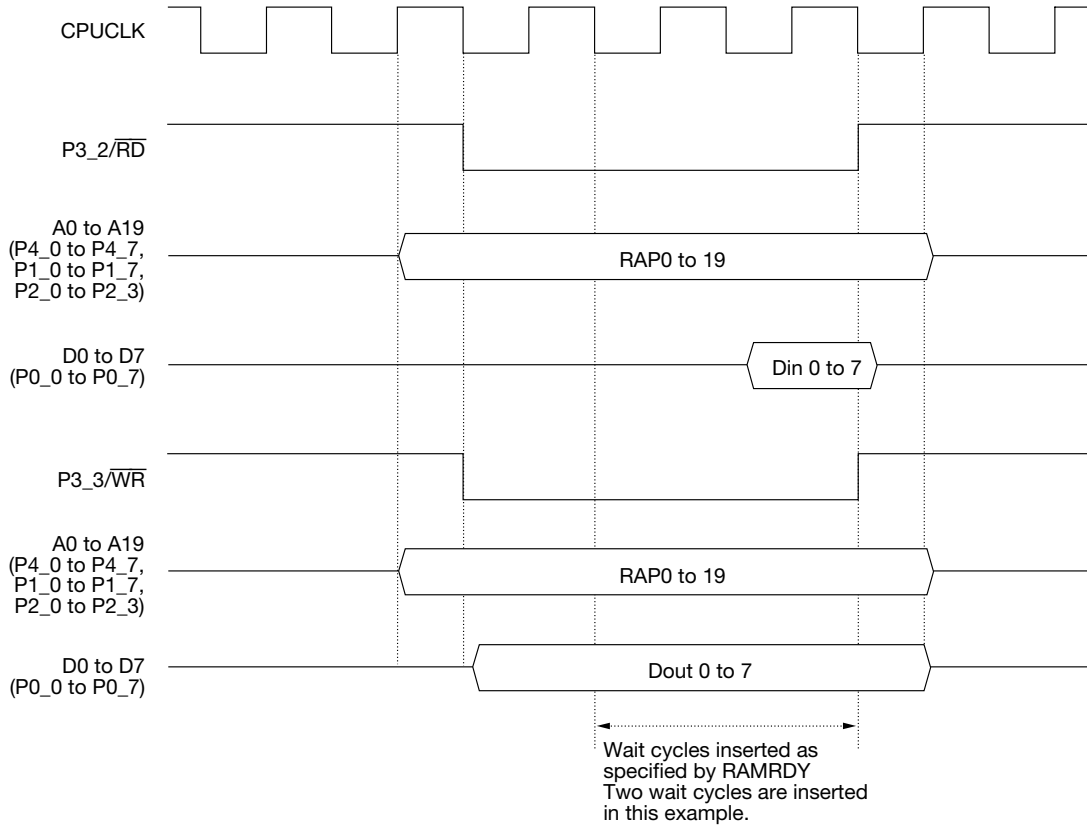 CPUCLK
P3_2/R̅D̅
A0 to A19
(P4_0 to P4_7,
P1_0 to P1_7,
P2_0 to P2_3)
RAP0 to 19
D0 to D7
(P0_0 to P0_7)
Din 0 to 7
P3_3/W̅R̅
A0 to A19
(P4_0 to P4_7,
P1_0 to P1_7,
P2_0 to P2_3)
RAP0 to 19
D0 to D7
(P0_0 to P0_7)
Dout 0 to 7
Wait cycles inserted as
specified by RAMRDY
Two wait cycles are inserted
in this example.